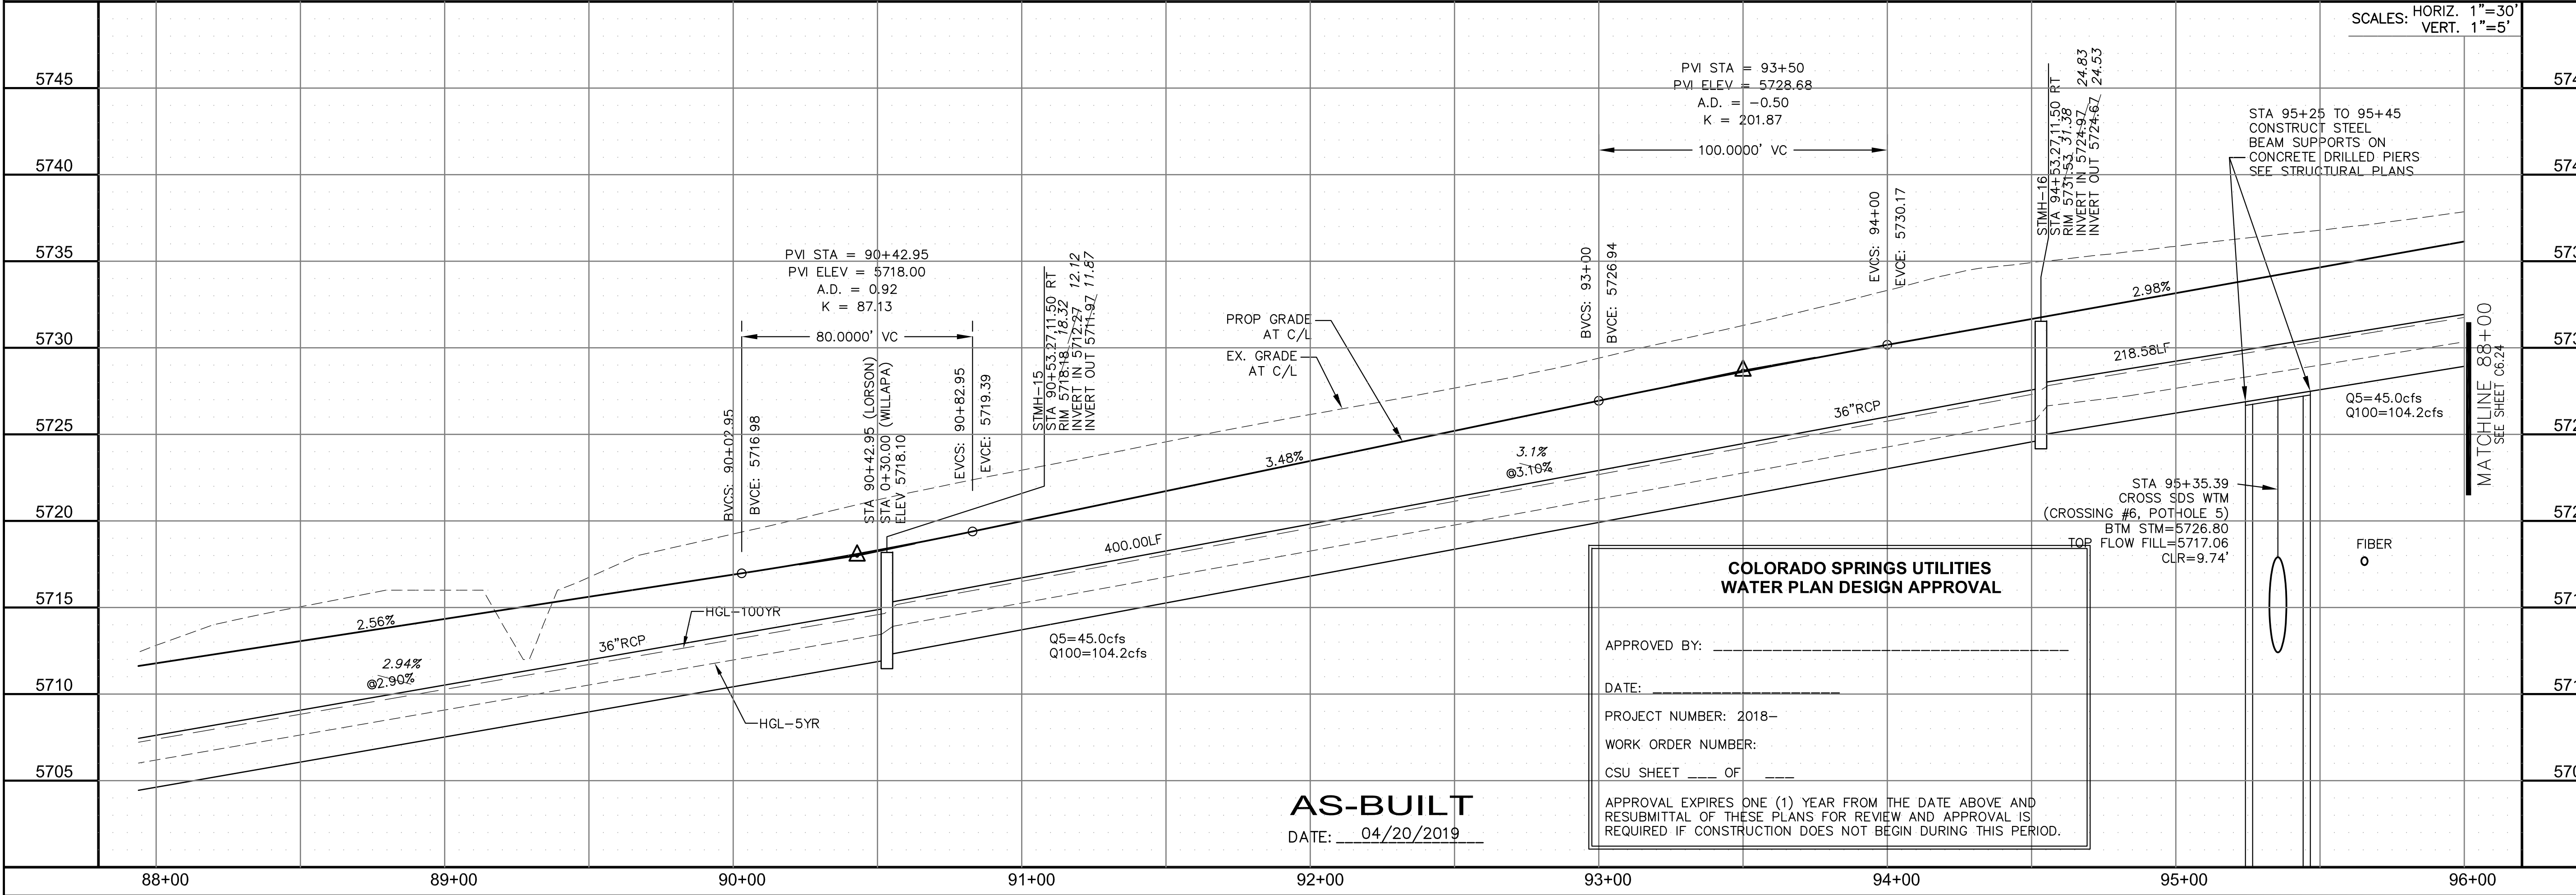 SCALES: HORIZ. 1"=30'
VERT. 1"=5'
5745
5740
5735
5730
5725
5720
5715
5710
5705
PVI STA = 90+42.95
PVI ELEV = 5718.00
A.D. = 0.92
K = 87.13
80.0000' VC
BVCS: 90+02.95
BVCE: 5716.98
STA 90+42.95 (LORSON)
STA 0+30.00 (WILLAPA)
ELEV 5718.10
EVCS: 90+82.95
EVCE: 5719.39
STMH-15
STA 90+53.27,11.50 RT
RIM 5718.18 18.32
INVERT IN 5712.27 12.12
INVERT OUT 5711.97 11.87
PROP GRADE
AT C/L
EX. GRADE
AT C/L
PVI STA = 93+50
PVI ELEV = 5728.68
A.D. = -0.50
K = 201.87
100.0000' VC
BVCS: 93+00
BVCE: 5726.94
EVCS: 94+00
EVCE: 5730.17
STMH-16
STA 94+53.27,11.50 RT
RIM 5731.53 31.38
INVERT IN 5724.97 24.83
INVERT OUT 5724.67 24.53
STA 95+25 TO 95+45
CONSTRUCT STEEL
BEAM SUPPORTS ON
CONCRETE DRILLED PIERS
SEE STRUCTURAL PLANS
2.56%
3.48%
2.98%
2.94%
@2.90%
36"RCP
HGL-100YR
HGL-5YR
400.00LF
Q5=45.0cfs
Q100=104.2cfs
3.1%
@3.10%
36"RCP
218.58LF
Q5=45.0cfs
Q100=104.2cfs
MATCHLINE 88+00
SEE SHEET C6.24
STA 95+35.39
CROSS SDS WTM
(CROSSING #6, POTHOLE 5)
BTM STM=5726.80
TOP FLOW FILL=5717.06
CLR=9.74'
FIBER
COLORADO SPRINGS UTILITIES
WATER PLAN DESIGN APPROVAL
APPROVED BY: ____________________________________
DATE: ___________________
PROJECT NUMBER: 2018-
WORK ORDER NUMBER:
CSU SHEET ___ OF ___
APPROVAL EXPIRES ONE (1) YEAR FROM THE DATE ABOVE AND
RESUBMITTAL OF THESE PLANS FOR REVIEW AND APPROVAL IS
REQUIRED IF CONSTRUCTION DOES NOT BEGIN DURING THIS PERIOD.
AS-BUILT
DATE: 04/20/2019
574
574
573
573
572
572
571
571
570
88+00
89+00
90+00
91+00
92+00
93+00
94+00
95+00
96+00